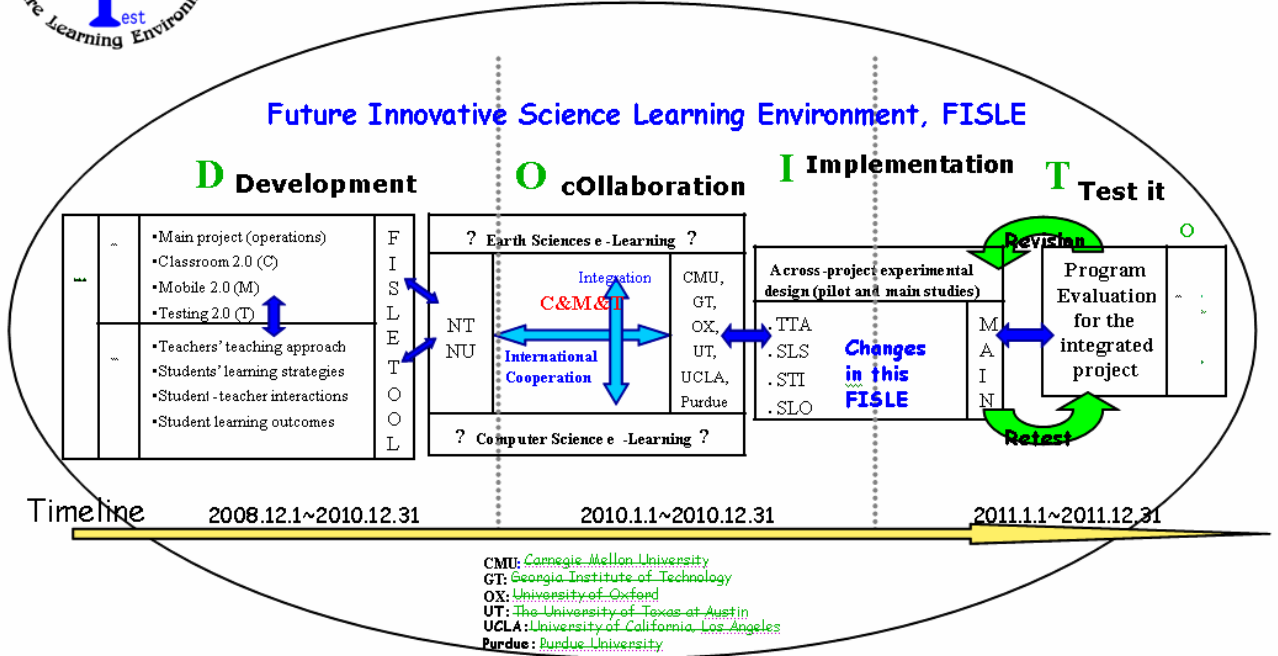 est
Learning Environ
Future Innovative Science Learning Environment, FISLE
D Development
O cOllaboration
I Implementation
T Test it
▪Main project (operations)
▪Classroom 2.0 (C)
▪Mobile 2.0 (M)
▪Testing 2.0 (T)
▪Teachers' teaching approach
▪Students' learning strategies
▪Student-teacher interactions
▪Student learning outcomes
F
I
S
L
E
T
O
O
L
? Earth Sciences e-Learning ?
NT
NU
Integration
C&M&T
International
Cooperation
CMU,
GT,
OX,
UT,
UCLA,
Purdue
? Computer Science e-Learning ?
Across-project experimental
design (pilot and main studies)
. TTA
. SLS
. STI
. SLO
Changes
in this
FISLE
M
A
I
N
Revision
O
Program
Evaluation
for the
integrated
project
Retest
Timeline
2008.12.1~2010.12.31
2010.1.1~2010.12.31
2011.1.1~2011.12.31
CMU: Carnegie Mellon University
GT: Georgia Institute of Technology
OX: University of Oxford
UT: The University of Texas at Austin
UCLA: University of California, Los Angeles
Purdue: Purdue University